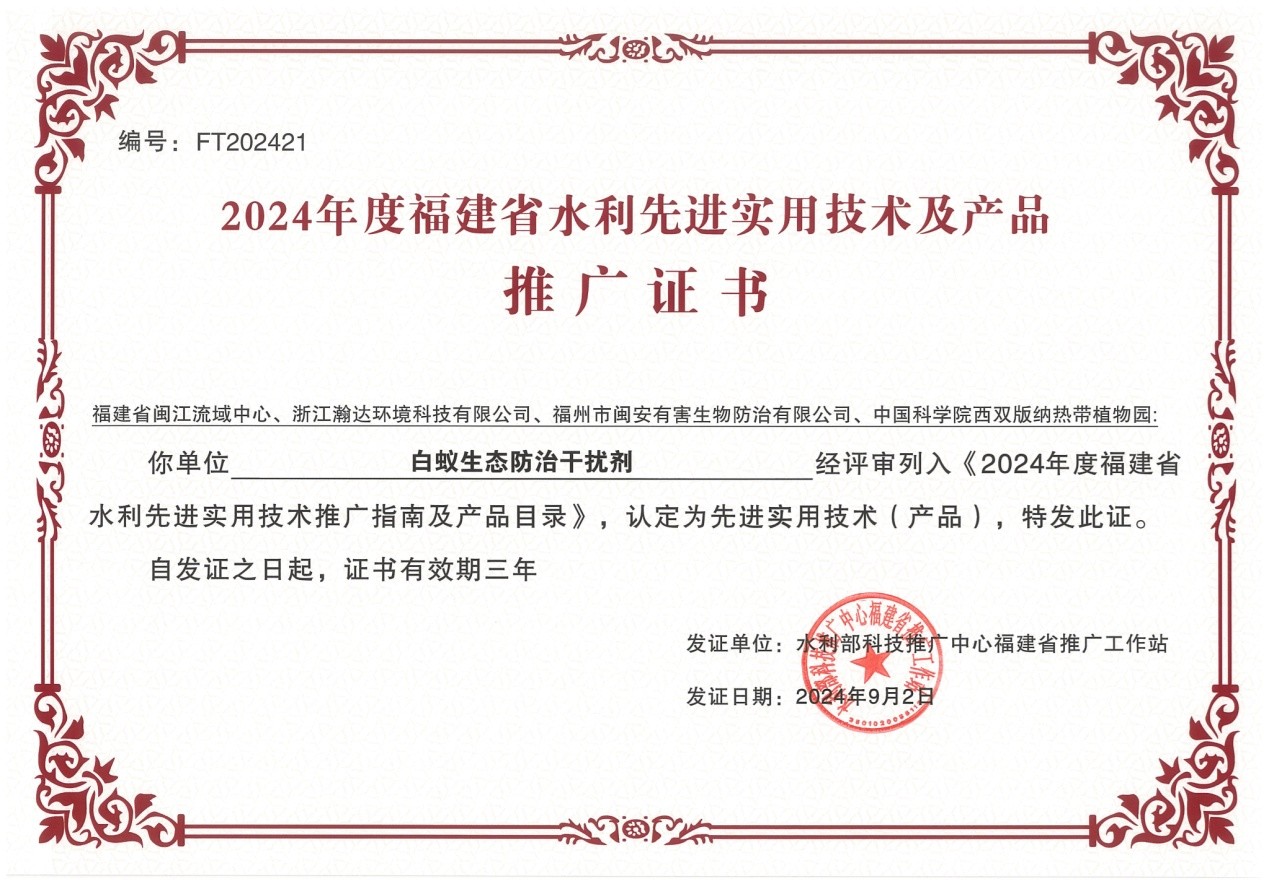 编号：FT202421
2024年度福建省水利先进实用技术及产品
推广证书
福建省闽江流域中心、浙江瀚达环境科技有限公司、福州市闽安有害生物防治有限公司、中国科学院西双版纳热带植物园:
你单位 白蚁生态防治干扰剂 经评审列入《2024年度福建省
水利先进实用技术推广指南及产品目录》，认定为先进实用技术（产品），特发此证。
自发证之日起，证书有效期三年
发证单位：水利部科技推广中心福建省推广工作站
发证日期：2024年9月2日
水利部科技推广中心福建省推广工作站